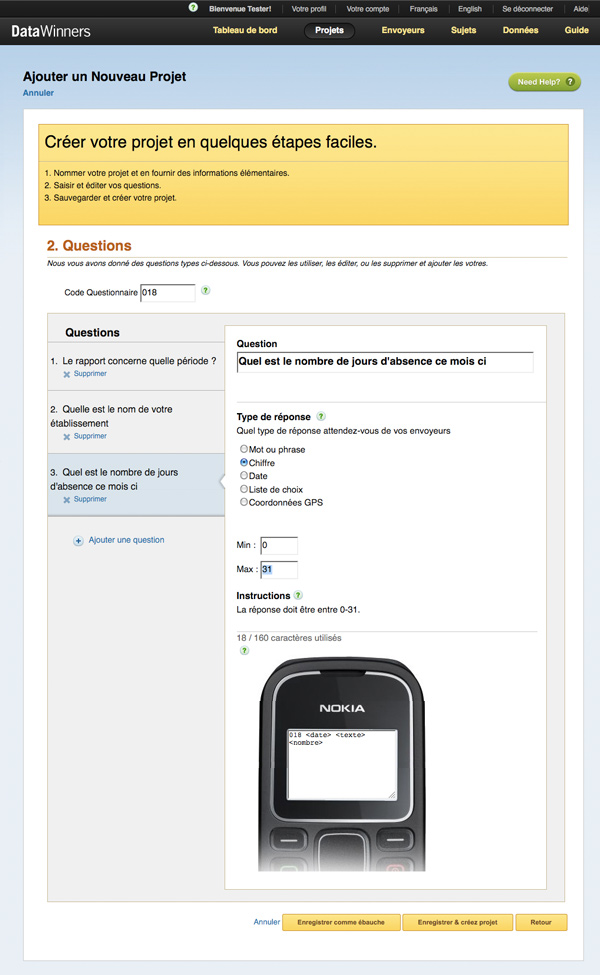 ? Bienvenue Tester! Votre profil Votre compte Français English Se déconnecter Aide
DataWinners Tableau de bord Projets Envoyeurs Sujets Données Guide
Ajouter un Nouveau Projet
Annuler
Need Help? ?
Créer votre projet en quelques étapes faciles.
1. Nommer votre projet et en fournir des informations élémentaires.
2. Saisir et éditer vos questions.
3. Sauvegarder et créer votre projet.
2. Questions
Nous vous avons donné des questions types ci-dessous. Vous pouvez les utiliser, les éditer, ou les supprimer et ajouter les votres.
Code Questionnaire 018 ?
Questions
1. Le rapport concerne quelle période ?
Supprimer
2. Quelle est le nom de votre
établissement
Supprimer
3. Quel est le nombre de jours
d'absence ce mois ci
Supprimer
Ajouter une question
Question
Quel est le nombre de jours d'absence ce mois ci
Type de réponse ?
Quel type de réponse attendez-vous de vos envoyeurs
Mot ou phrase
Chiffre
Date
Liste de choix
Coordonnées GPS
Min : 0
Max : 31
Instructions ?
La réponse doit être entre 0-31.
18 / 160 caractères utilisés
?
NOKIA
018 <date> <texte>
<nombre>
Annuler Enregistrer comme ébauche Enregistrer & créez projet Retour